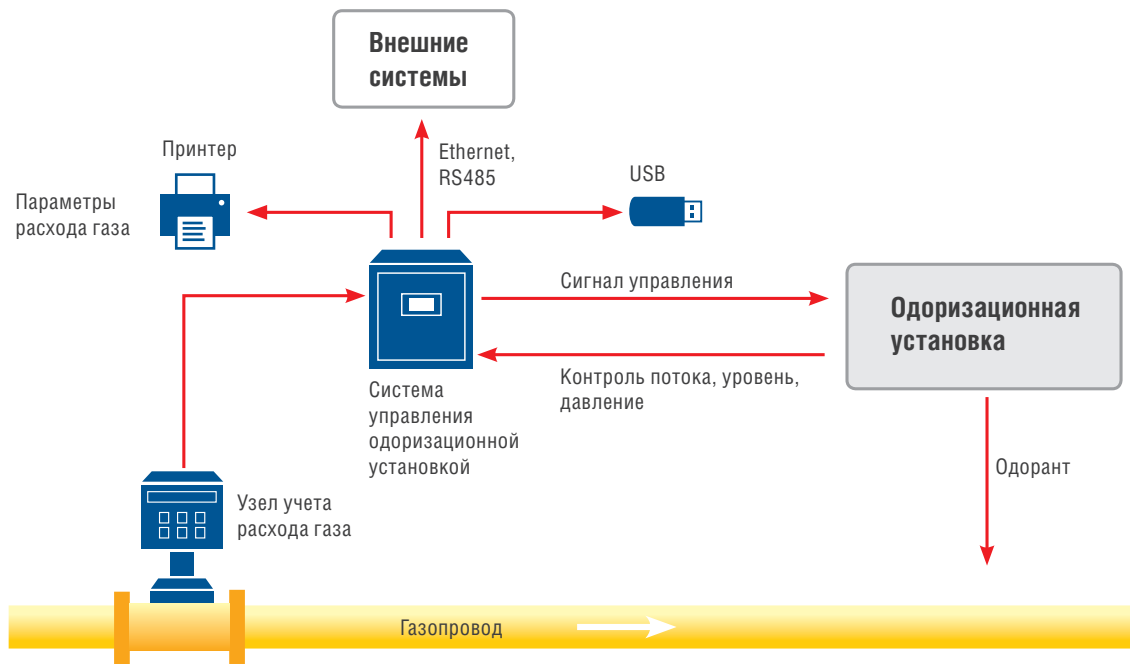 Внешние
системы
Принтер
Ethernet,
RS485
USB
Параметры
расхода газа
Сигнал управления
Одоризационная
установка
Контроль потока, уровень,
давление
Система
управления
одоризационной
установкой
Одорант
Узел учета
расхода газа
Газопровод